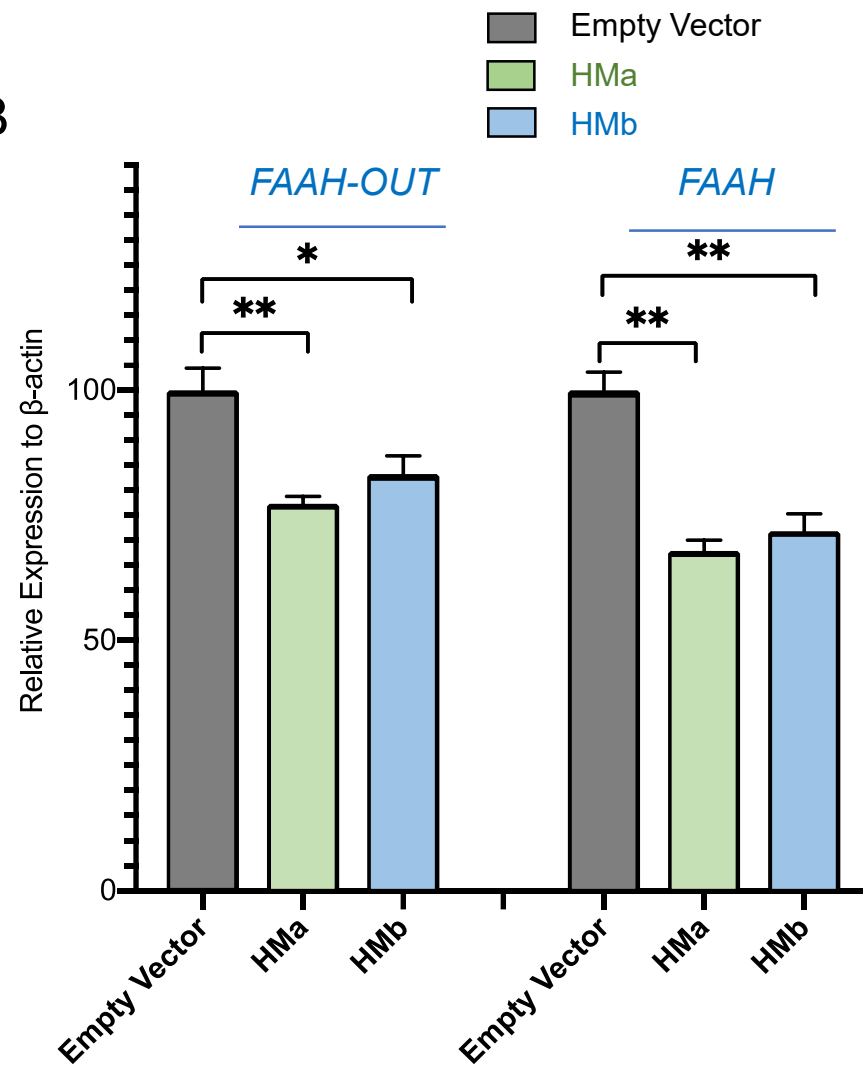 Empty Vector
HMa
HMb
FAAH-OUT
FAAH
*
**
**
**
Relative Expression to β-actin
100
50
0
Empty Vector
HMa
HMb
Empty Vector
HMa
HMb